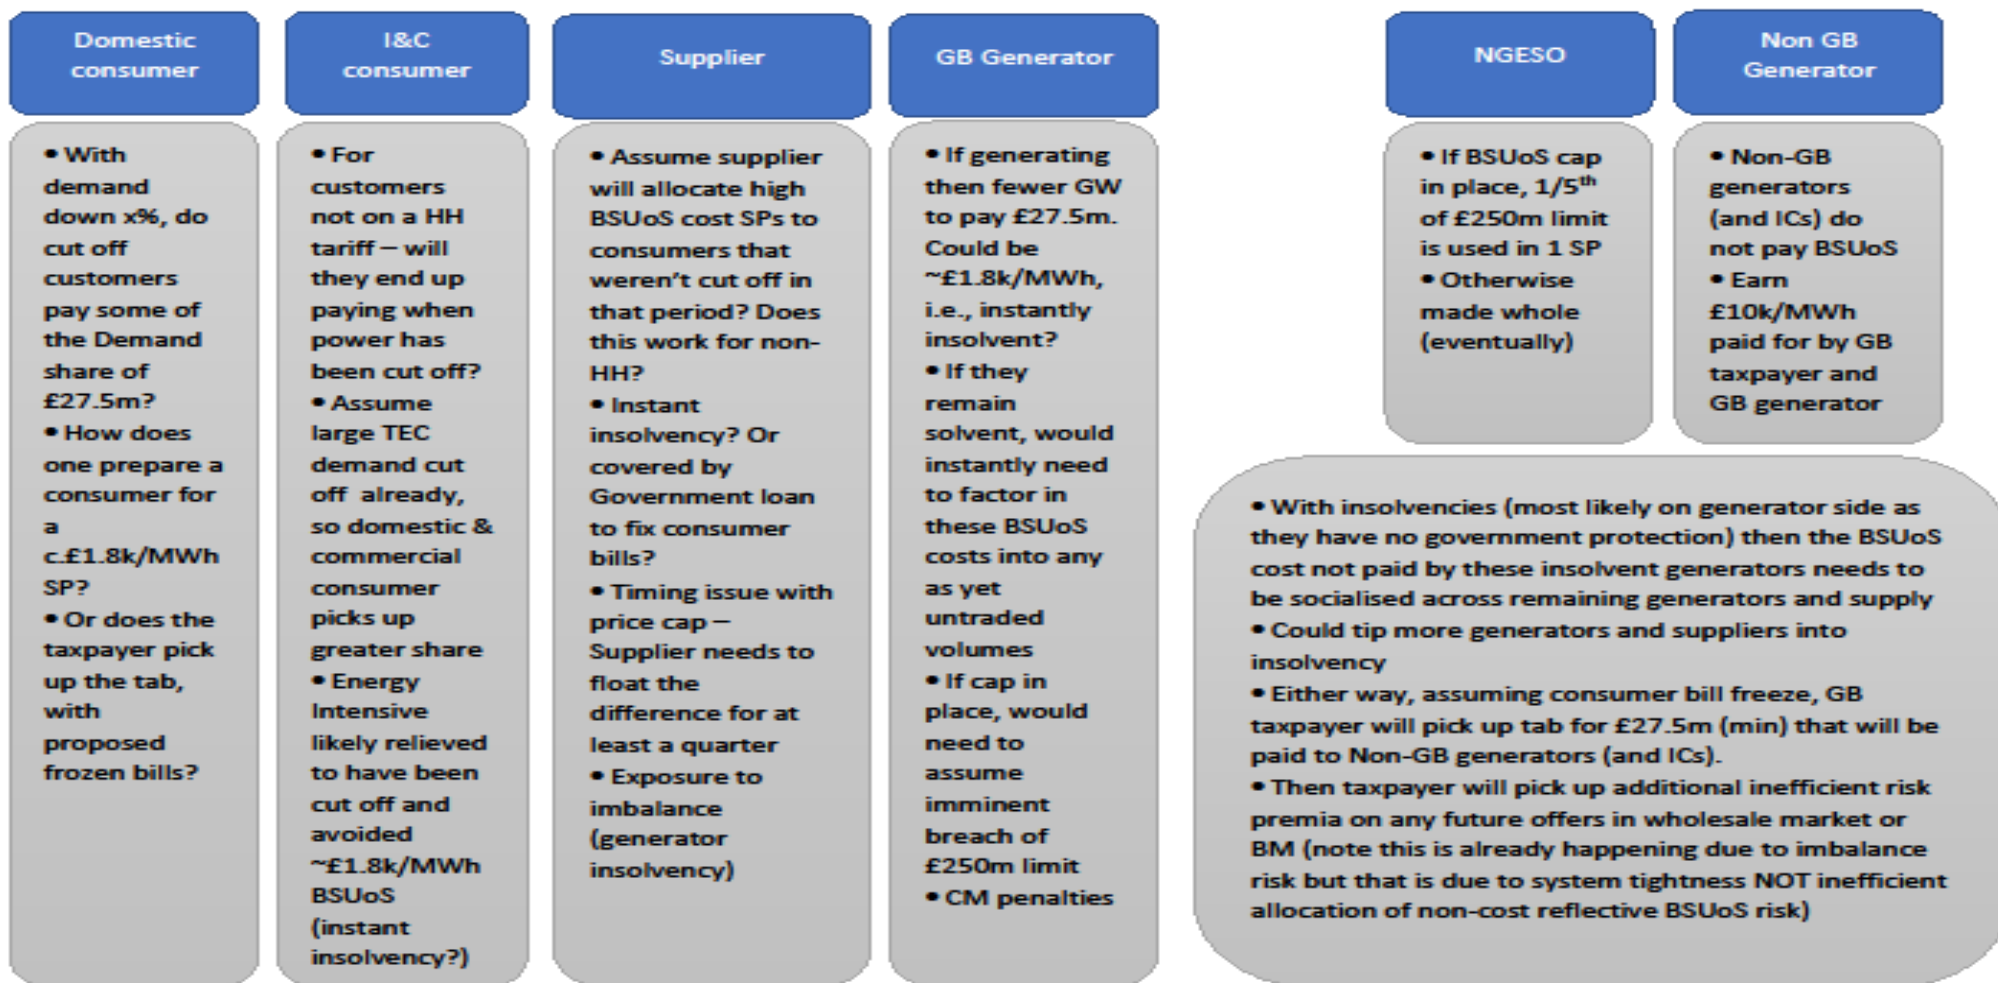 Domestic
consumer
• With
demand
down x%, do
cut off
customers
pay some of
the Demand
share of
£27.5m?
• How does
one prepare a
consumer for
a
c.£1.8k/MWh
SP?
• Or does the
taxpayer pick
up the tab,
with
proposed
frozen bills?
I&C
consumer
• For
customers
not on a HH
tariff – will
they end up
paying when
power has
been cut off?
• Assume
large TEC
demand cut
off already,
so domestic &
commercial
consumer
picks up
greater share
• Energy
Intensive
likely relieved
to have been
cut off and
avoided
~£1.8k/MWh
BSUoS
(instant
insolvency?)
Supplier
• Assume supplier
will allocate high
BSUoS cost SPs to
consumers that
weren't cut off in
that period? Does
this work for non-
HH?
• Instant
insolvency? Or
covered by
Government loan
to fix consumer
bills?
• Timing issue with
price cap –
Supplier needs to
float the
difference for at
least a quarter
• Exposure to
imbalance
(generator
insolvency)
GB Generator
• If generating
then fewer GW
to pay £27.5m.
Could be
~£1.8k/MWh,
i.e., instantly
insolvent?
• If they
remain
solvent, would
instantly need
to factor in
these BSUoS
costs into any
as yet
untraded
volumes
• If cap in
place, would
need to
assume
imminent
breach of
£250m limit
• CM penalties
NGESO
• If BSUoS cap
in place, 1/5th
of £250m limit
is used in 1 SP
• Otherwise
made whole
(eventually)
Non GB
Generator
• Non-GB
generators
(and ICs) do
not pay BSUoS
• Earn
£10k/MWh
paid for by GB
taxpayer and
GB generator
• With insolvencies (most likely on generator side as
they have no government protection) then the BSUoS
cost not paid by these insolvent generators needs to
be socialised across remaining generators and supply
• Could tip more generators and suppliers into
insolvency
• Either way, assuming consumer bill freeze, GB
taxpayer will pick up tab for £27.5m (min) that will be
paid to Non-GB generators (and ICs).
• Then taxpayer will pick up additional inefficient risk
premia on any future offers in wholesale market or
BM (note this is already happening due to imbalance
risk but that is due to system tightness NOT inefficient
allocation of non-cost reflective BSUoS risk)